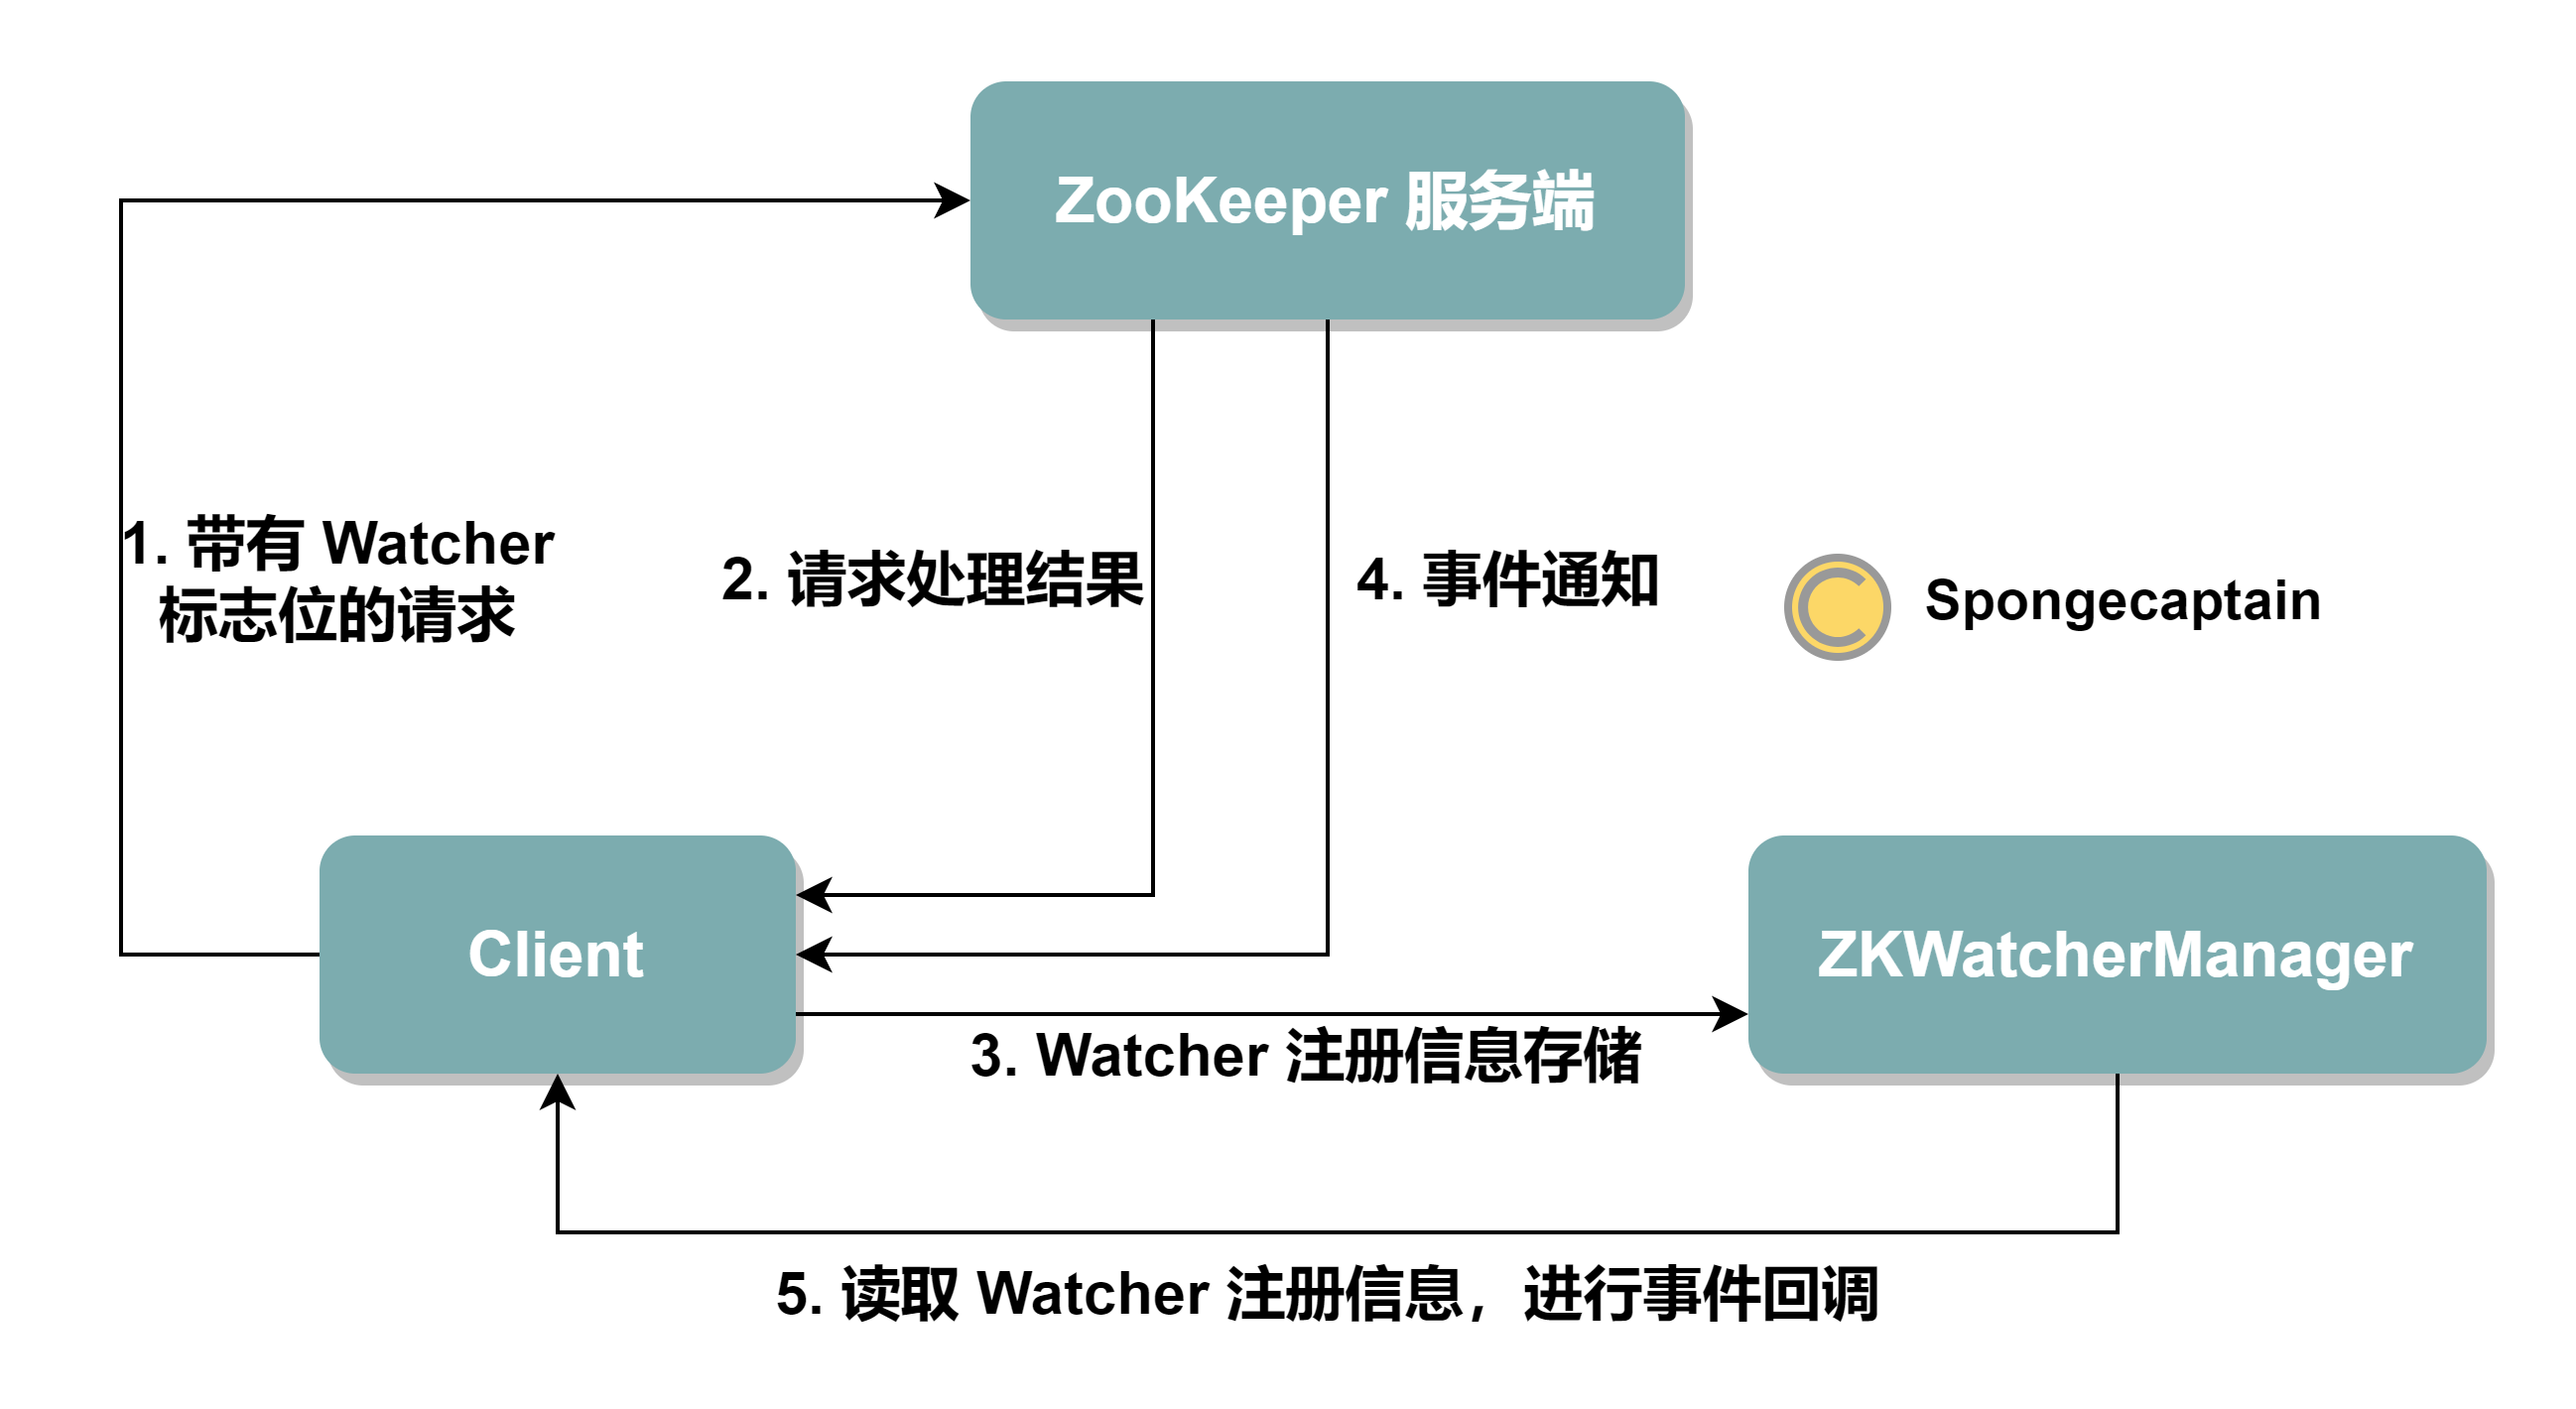 ZooKeeper 服务端
1. 带有 Watcher
标志位的请求
2. 请求处理结果
4. 事件通知
Spongecaptain
Client
ZKWatcherManager
3. Watcher 注册信息存储
5. 读取 Watcher 注册信息，进行事件回调